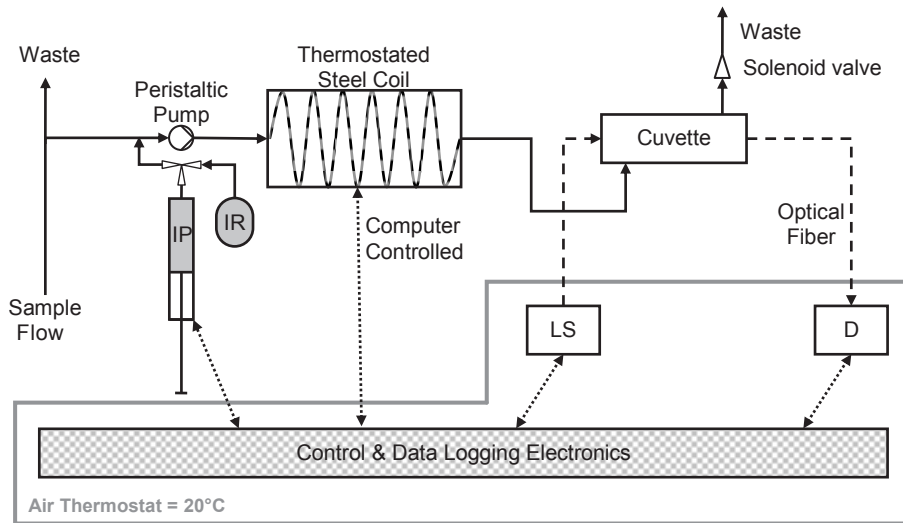 Waste
Peristaltic
Pump
Thermostated
Steel Coil
Waste
Solenoid valve
Cuvette
IP
IR
Computer
Controlled
Optical
Fiber
Sample
Flow
LS
D
Control & Data Logging Electronics
Air Thermostat = 20°C